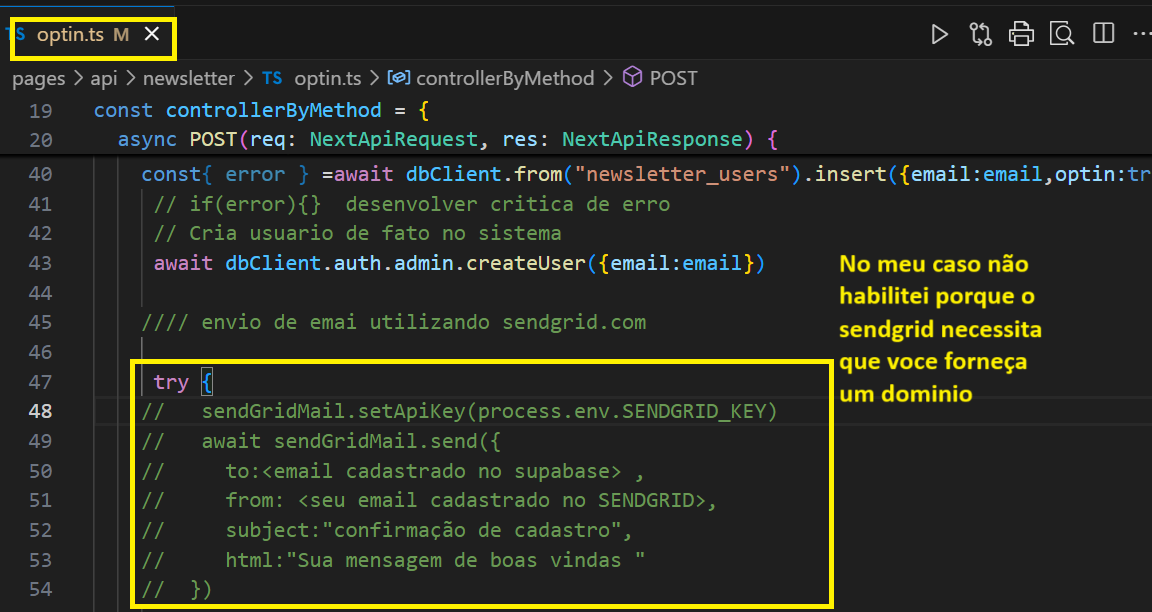 TS optin.ts M
pages > api > newsletter > TS optin.ts > controllerByMethod > POST
19 const controllerByMethod = {
20 async POST(req: NextApiRequest, res: NextApiResponse) {
40 const{ error } =await dbClient.from("newsletter_users").insert({email:email,optin:tr
41 // if(error){}  desenvolver critica de erro
42 // Cria usuario de fato no sistema
43 await dbClient.auth.admin.createUser({email:email})
44
45 //// envio de emai utilizando sendgrid.com
46
47 try {
48 //   sendGridMail.setApiKey(process.env.SENDGRID_KEY)
49 //   await sendGridMail.send({
50 //     to:<email cadastrado no supabase> ,
51 //     from: <seu email cadastrado no SENDGRID>,
52 //     subject:"confirmação de cadastro",
53 //     html:"Sua mensagem de boas vindas "
54 //  })
No meu caso não
habilitei porque o
sendgrid necessita
que voce forneça
um dominio